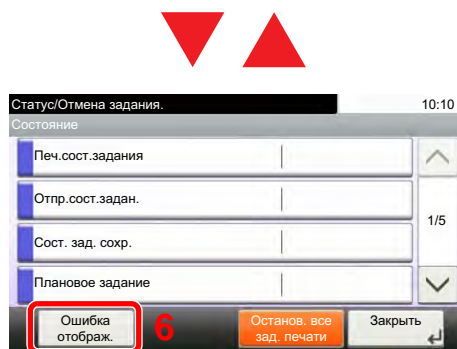 Статус/Отмена задания. 10:10
Состояние
Печ.сост.задания
Отпр.сост.задан.
1/5
Сост. зад. сохр.
Плановое задание
Ошибка
отображ.
6
Останов. все
зад. печати
Закрыть